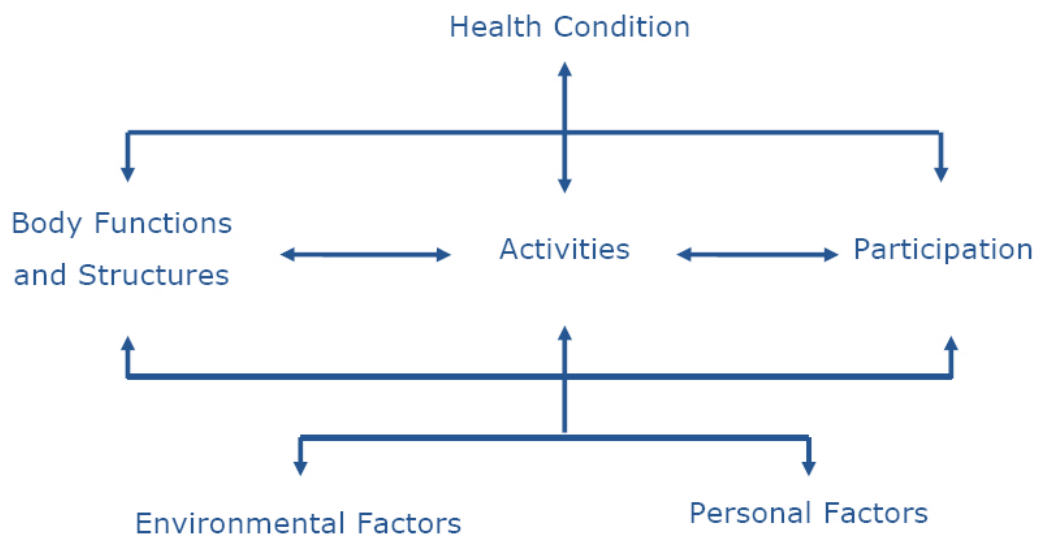 Health Condition
Body Functions
and Structures
Activities
Participation
Environmental Factors
Personal Factors